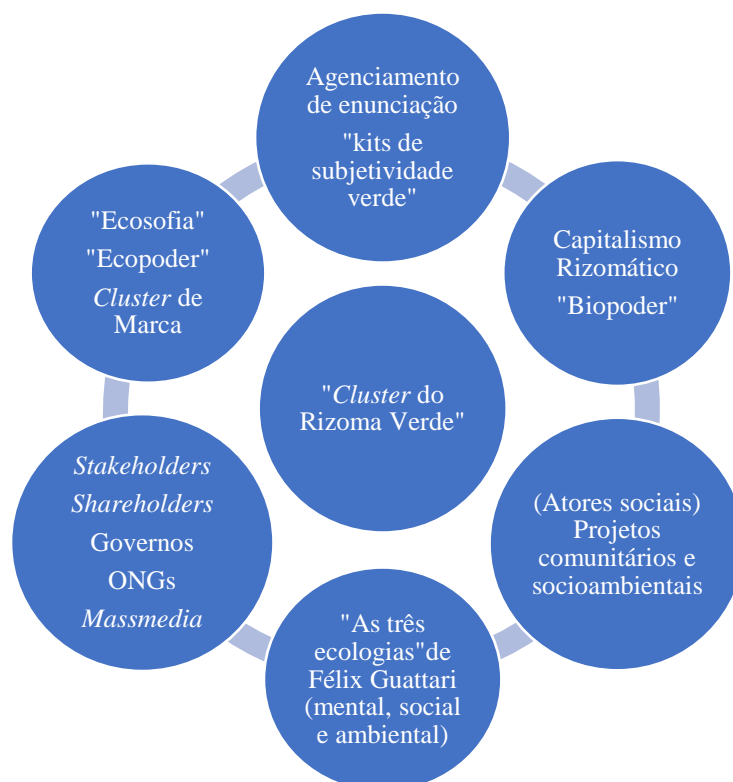 Agenciamento
de enunciação
"kits de
subjetividade
verde"
Capitalismo
Rizomático
"Biopoder"
(Atores sociais)
Projetos
comunitários e
socioambientais
"As três
ecologias"de
Félix Guattari
(mental, social
e ambiental)
Stakeholders
Shareholders
Governos
ONGs
Massmedia
"Ecosofia"
"Ecopoder"
Cluster de
Marca
"Cluster do
Rizoma Verde"